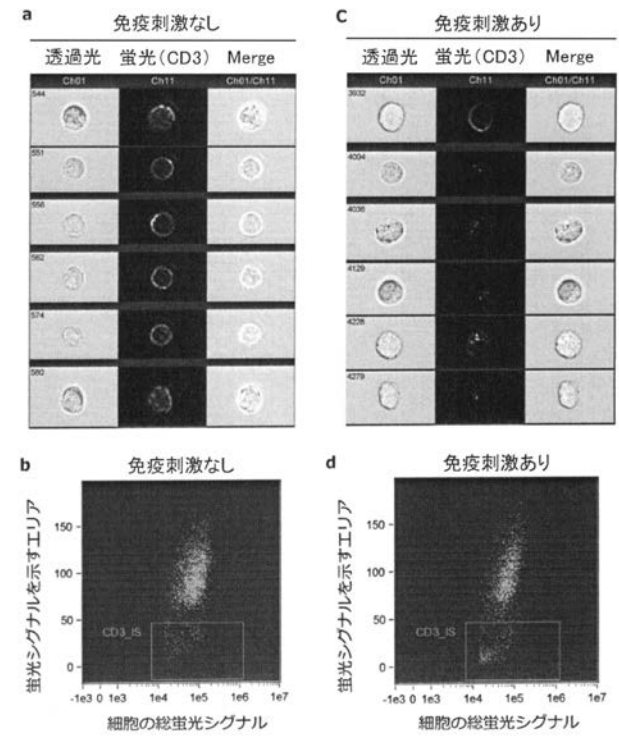 a
免疫刺激なし
透過光 蛍光(CD3) Merge
Ch01 Ch11 Ch01/Ch11
544
551
556
562
574
580
c
免疫刺激あり
透過光 蛍光(CD3) Merge
Ch01 Ch11 Ch01/Ch11
3932
4004
4036
4129
4226
4279
b
免疫刺激なし
蛍光シグナルを示すエリア
150
100
50
0
CD3_IS
-1e3 0 1e3 1e4 1e5 1e6 1e7
細胞の総蛍光シグナル
d
免疫刺激あり
蛍光シグナルを示すエリア
150
100
50
0
CD3_IS
-1e3 0 1e3 1e4 1e5 1e6 1e7
細胞の総蛍光シグナル